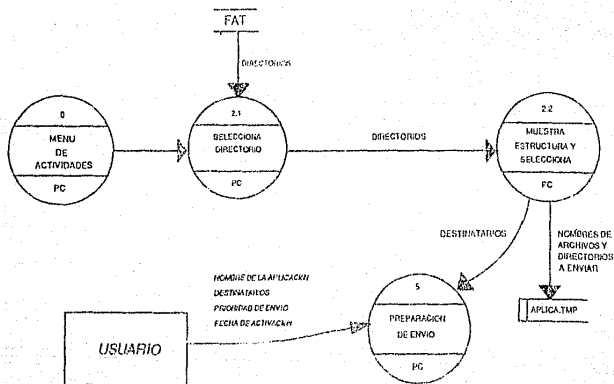 FAT
DIRECTORIOS
0
MENU
DE
ACTIVIDADES
PC
2.1
SELECCIONA
DIRECTORIO
PC
DIRECTORIOS
2.2
MUESTRA
ESTRUCTURA Y
SELECCIONA
PC
DESTINATARIOS
NOMBRES DE
ARCHIVOS Y
DIRECTORIOS
A ENVIAR
APLICA.TMP
NOMBRE DE LA APLICACION
DESTINATARIOS
PRIORIDAD DE ENVIO
FECHA DE ACTIVACION
USUARIO
5
PREPARACION
DE ENVIO
PC